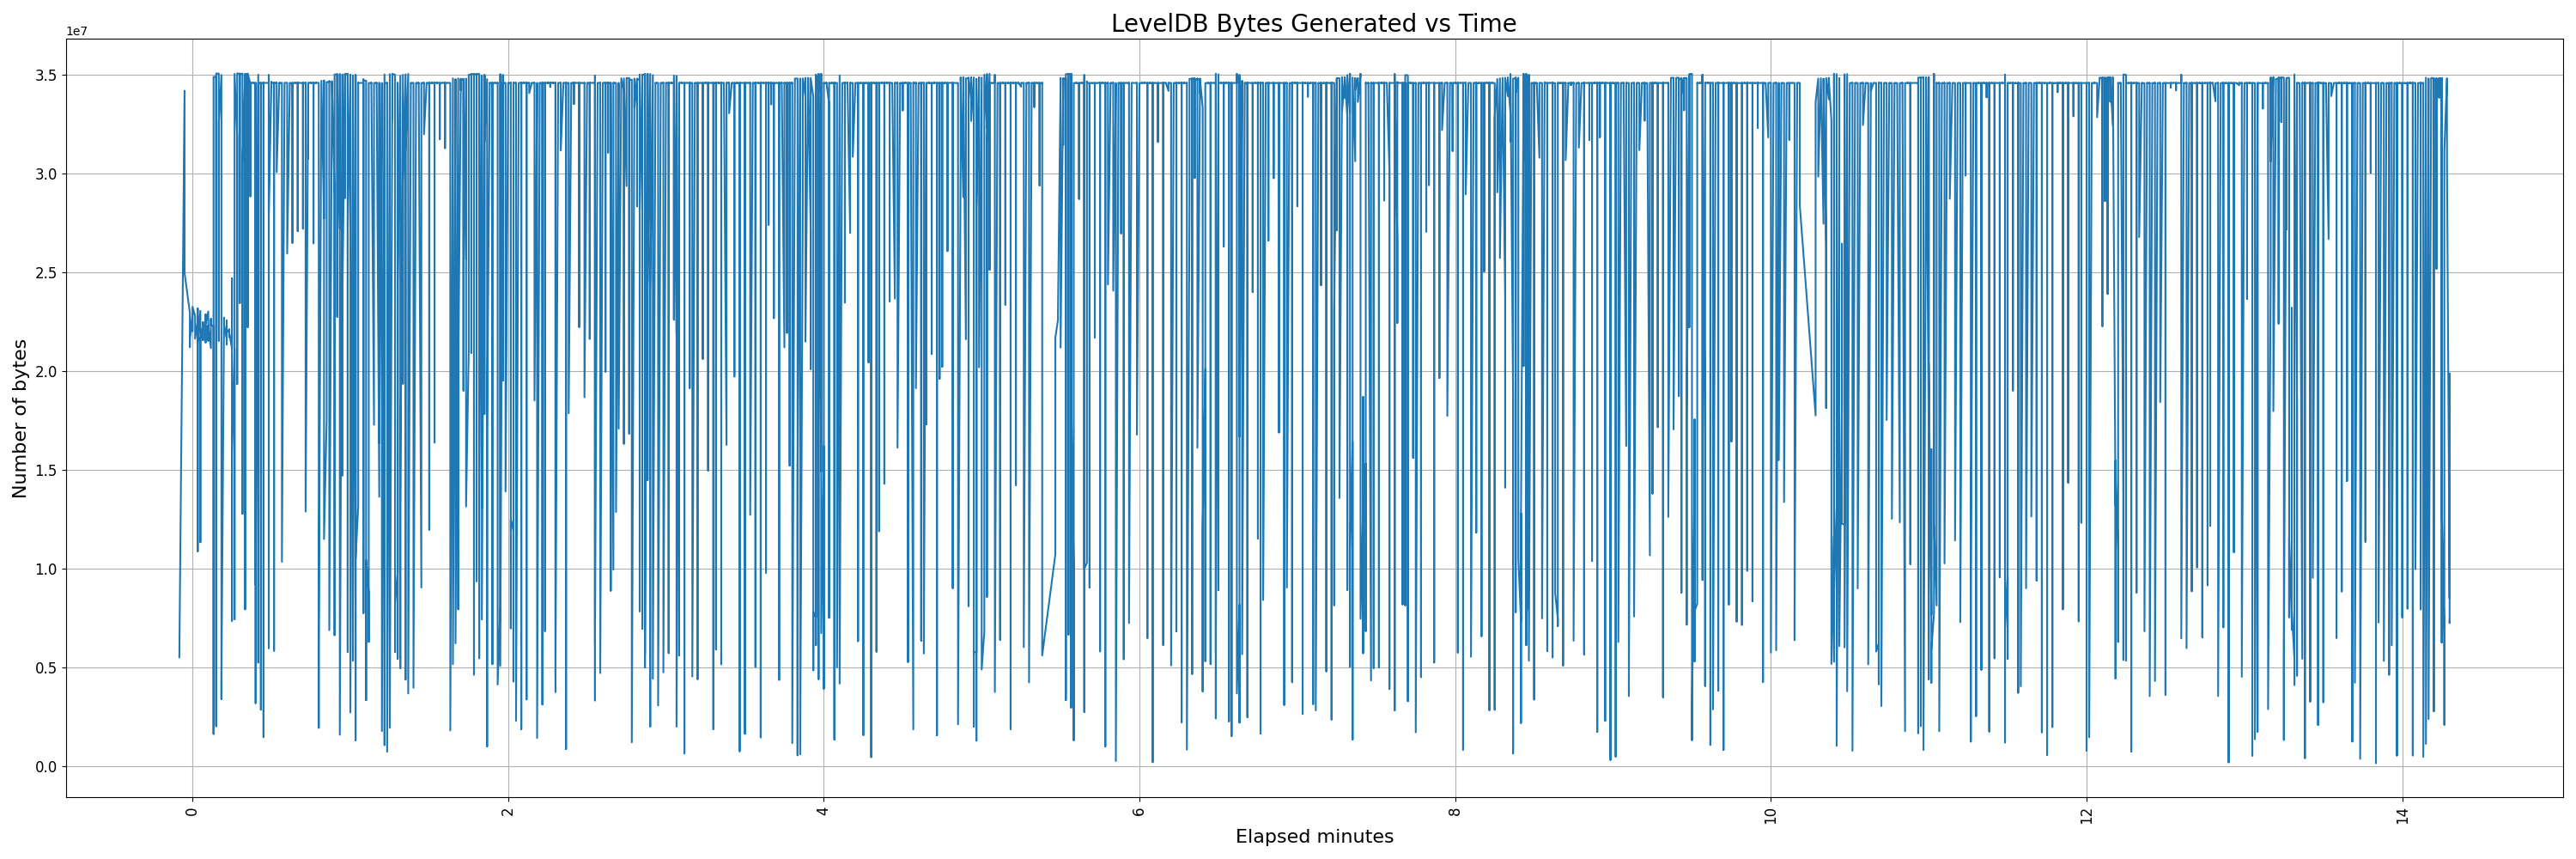 LevelDB Bytes Generated vs Time
1e7
3.5
3.0
2.5
2.0
1.5
1.0
0.5
0.0
Number of bytes
0 2 4 6 8 10 12 14
Elapsed minutes